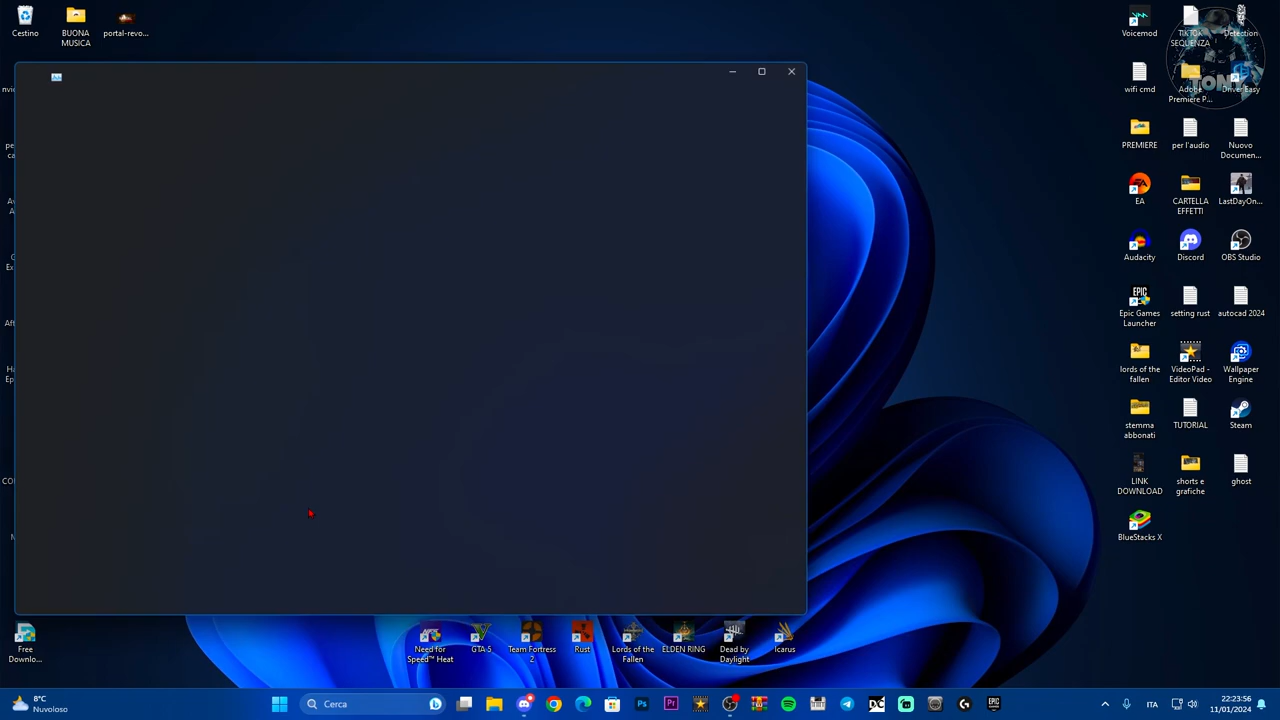 Cestino
BUONA
MUSICA
portal-revo...
Voicemod
TIKTOK
SEQUENZA
Detection
wifi cmd
Adobe
Premiere P...
Driver Easy
TONY
PREMIERE
per l'audio
Nuovo
Documen...
EA
CARTELLA
EFFETTI
LastDayOn...
Audacity
Discord
OBS Studio
Epic Games
Launcher
setting rust
autocad 2024
lords of the
fallen
VideoPad -
Editor Video
Wallpaper
Engine
stemma
abbonati
TUTORIAL
Steam
LINK
DOWNLOAD
shorts e
grafiche
ghost
BlueStacks X
Free
Downlo...
Need for
Speed™ Heat
GTA-5
Team Fortress
2
Rust
Lords of the
Fallen
ELDEN RING
Dead by
Daylight
Icarus
8°C
Nuvoloso
Cerca
ITA
22:23:56
11/01/2024